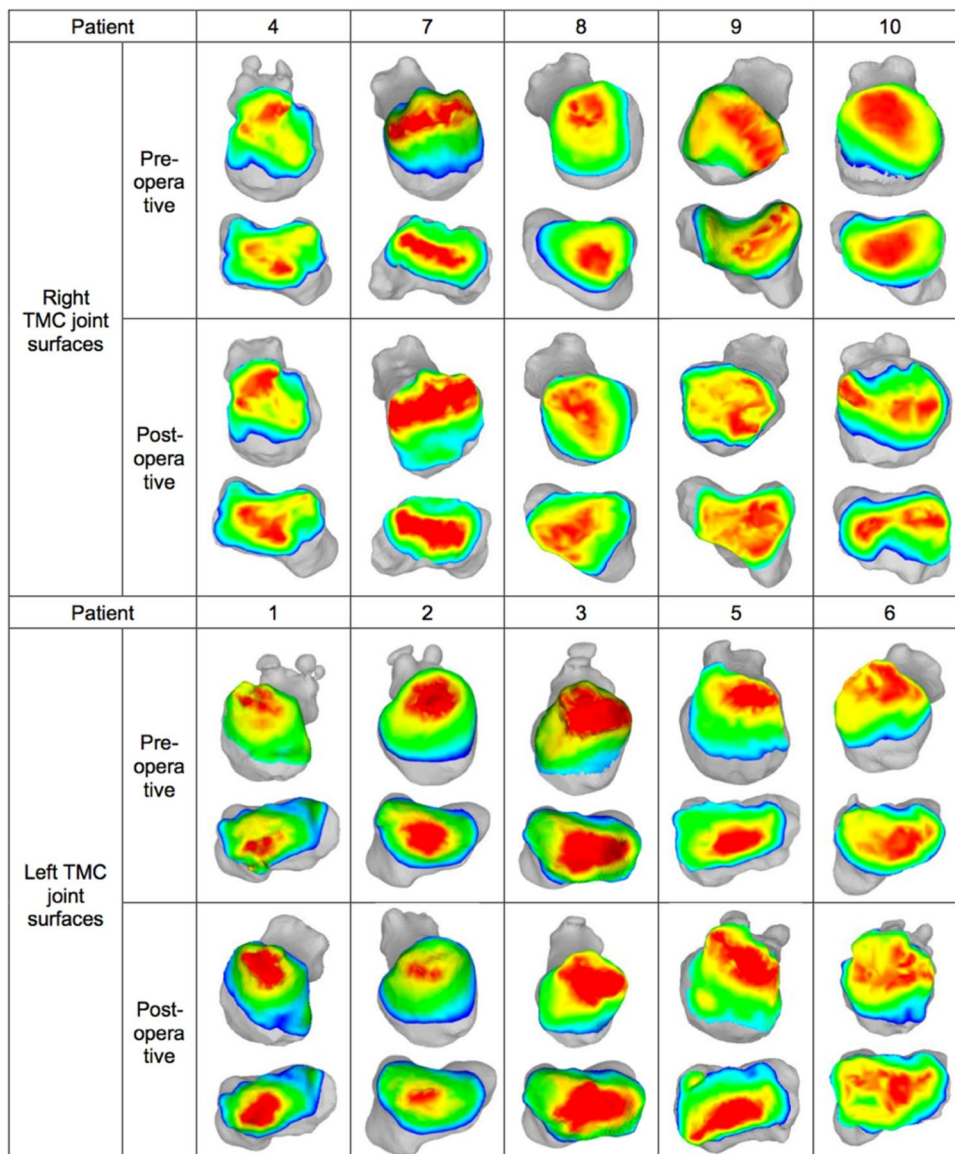 Patient 4 7 8 9 10
Right
TMC joint
surfaces
Pre-
opera
tive
Post-
opera
tive
Patient 1 2 3 5 6
Left TMC
joint
surfaces
Pre-
opera
tive
Post-
opera
tive